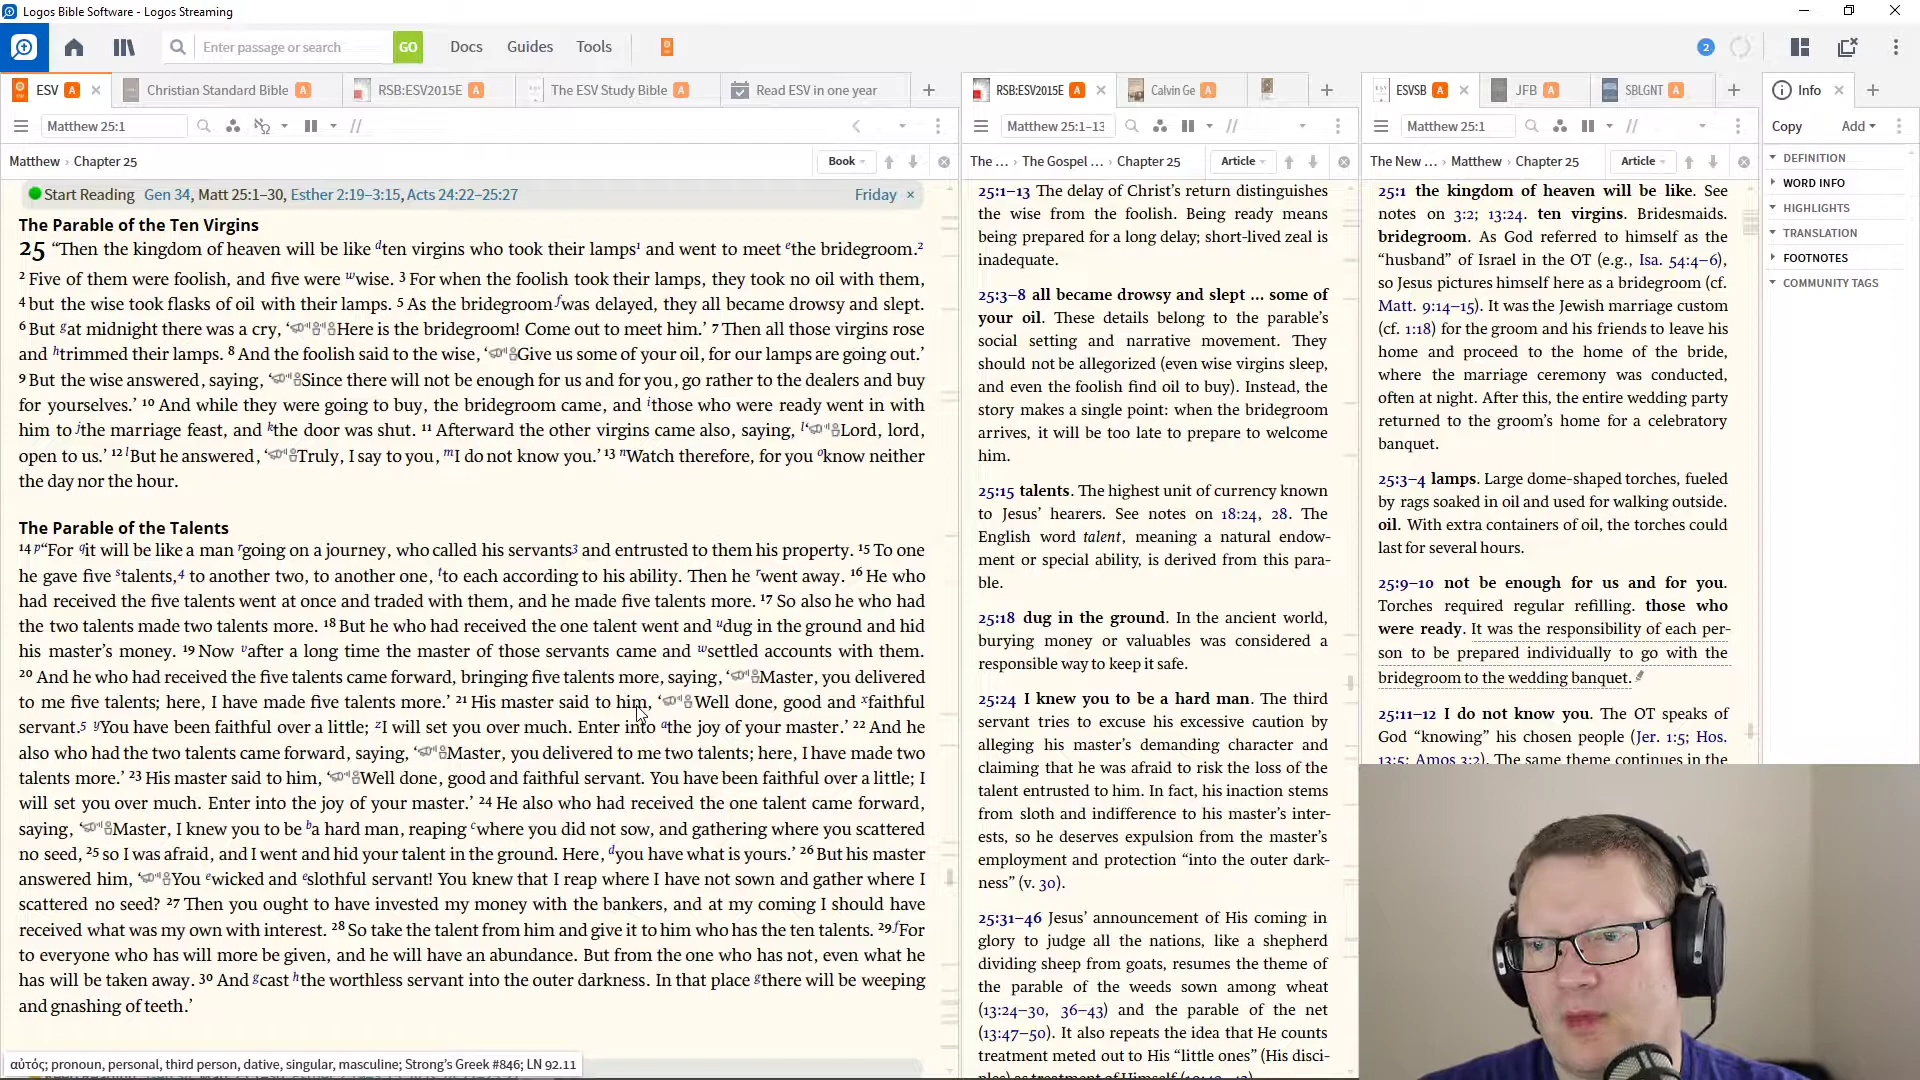 Logos Bible Software - Logos Streaming
Enter passage or search GO Docs Guides Tools 2
ESV A Christian Standard Bible A RSB:ESV2015E A The ESV Study Bible A Read ESV in one year
RSB:ESV2015E A Calvin Ge A
ESVSB A JFB A SBLGNT A
Info
Matthew 25:1
Matthew 25:1–13
Matthew 25:1
Copy Add
Matthew › Chapter 25 Book
The ... › The Gospel ... › Chapter 25 Article
The New ... › Matthew › Chapter 25 Article
Start Reading Gen 34, Matt 25:1–30, Esther 2:19–3:15, Acts 24:22–25:27 Friday ×
The Parable of the Ten Virgins
25 “Then the kingdom of heaven will be like dten virgins who took their lamps1 and went to meet ethe bridegroom.2
2 Five of them were foolish, and five were wwise. 3 For when the foolish took their lamps, they took no oil with them,
4 but the wise took flasks of oil with their lamps. 5 As the bridegroom fwas delayed, they all became drowsy and slept.
6 But gat midnight there was a cry, ‘Here is the bridegroom! Come out to meet him.’ 7 Then all those virgins rose
and htrimmed their lamps. 8 And the foolish said to the wise, ‘Give us some of your oil, for our lamps are going out.’
9 But the wise answered, saying, ‘Since there will not be enough for us and for you, go rather to the dealers and buy
for yourselves.’ 10 And while they were going to buy, the bridegroom came, and ithose who were ready went in with
him to jthe marriage feast, and kthe door was shut. 11 Afterward the other virgins came also, saying, l‘Lord, lord,
open to us.’ 12 lBut he answered, ‘Truly, I say to you, mI do not know you.’ 13 nWatch therefore, for you oknow neither
the day nor the hour.
The Parable of the Talents
14 p“For qit will be like a man rgoing on a journey, who called his servants3 and entrusted to them his property. 15 To one
he gave five stalents,4 to another two, to another one, tto each according to his ability. Then he rwent away. 16 He who
had received the five talents went at once and traded with them, and he made five talents more. 17 So also he who had
the two talents made two talents more. 18 But he who had received the one talent went and udug in the ground and hid
his master’s money. 19 Now vafter a long time the master of those servants came and wsettled accounts with them.
20 And he who had received the five talents came forward, bringing five talents more, saying, ‘Master, you delivered
to me five talents; here, I have made five talents more.’ 21 His master said to him, ‘Well done, good and xfaithful
servant.5 yYou have been faithful over a little; zI will set you over much. Enter into athe joy of your master.’ 22 And he
also who had the two talents came forward, saying, ‘Master, you delivered to me two talents; here, I have made two
talents more.’ 23 His master said to him, ‘Well done, good and faithful servant. You have been faithful over a little; I
will set you over much. Enter into the joy of your master.’ 24 He also who had received the one talent came forward,
saying, ‘Master, I knew you to be ba hard man, reaping cwhere you did not sow, and gathering where you scattered
no seed, 25 so I was afraid, and I went and hid your talent in the ground. Here, dyou have what is yours.’ 26 But his master
answered him, ‘You ewicked and eslothful servant! You knew that I reap where I have not sown and gather where I
scattered no seed? 27 Then you ought to have invested my money with the bankers, and at my coming I should have
received what was my own with interest. 28 So take the talent from him and give it to him who has the ten talents. 29 fFor
to everyone who has will more be given, and he will have an abundance. But from the one who has not, even what he
has will be taken away. 30 And gcast hthe worthless servant into the outer darkness. In that place gthere will be weeping
and gnashing of teeth.’
αὐτός; pronoun, personal, third person, dative, singular, masculine; Strong’s Greek #846; LN 92.11
25:1–13 The delay of Christ’s return distinguishes
the wise from the foolish. Being ready means
being prepared for a long delay; short-lived zeal is
inadequate.
25:3–8 all became drowsy and slept ... some of
your oil. These details belong to the parable’s
social setting and narrative movement. They
should not be allegorized (even wise virgins sleep,
and even the foolish find oil to buy). Instead, the
story makes a single point: when the bridegroom
arrives, it will be too late to prepare to welcome
him.
25:15 talents. The highest unit of currency known
to Jesus’ hearers. See notes on 18:24, 28. The
English word talent, meaning a natural endow-
ment or special ability, is derived from this para-
ble.
25:18 dug in the ground. In the ancient world,
burying money or valuables was considered a
responsible way to keep it safe.
25:24 I knew you to be a hard man. The third
servant tries to excuse his excessive caution by
alleging his master’s demanding character and
claiming that he was afraid to risk the loss of the
talent entrusted to him. In fact, his inaction stems
from sloth and indifference to his master’s inter-
ests, so he deserves expulsion from the master’s
employment and protection “into the outer dark-
ness” (v. 30).
25:31–46 Jesus’ announcement of His coming in
glory to judge all the nations, like a shepherd
dividing sheep from goats, resumes the theme of
the parable of the weeds sown among wheat
(13:24–30, 36–43) and the parable of the net
(13:47–50). It also repeats the idea that He counts
treatment meted out to His “little ones” (His disci-
25:1 the kingdom of heaven will be like. See
notes on 3:2; 13:24. ten virgins. Bridesmaids.
bridegroom. As God referred to himself as the
“husband” of Israel in the OT (e.g., Isa. 54:4–6),
so Jesus pictures himself here as a bridegroom (cf.
Matt. 9:14–15). It was the Jewish marriage custom
(cf. 1:18) for the groom and his friends to leave his
home and proceed to the home of the bride,
where the marriage ceremony was conducted,
often at night. After this, the entire wedding party
returned to the groom’s home for a celebratory
banquet.
25:3–4 lamps. Large dome-shaped torches, fueled
by rags soaked in oil and used for walking outside.
oil. With extra containers of oil, the torches could
last for several hours.
25:9–10 not be enough for us and for you.
Torches required regular refilling. those who
were ready. It was the responsibility of each per-
son to be prepared individually to go with the
bridegroom to the wedding banquet.
25:11–12 I do not know you. The OT speaks of
God “knowing” his chosen people (Jer. 1:5; Hos.
13:5; Amos 3:2). The same theme continues in the
DEFINITION
WORD INFO
HIGHLIGHTS
TRANSLATION
FOOTNOTES
COMMUNITY TAGS